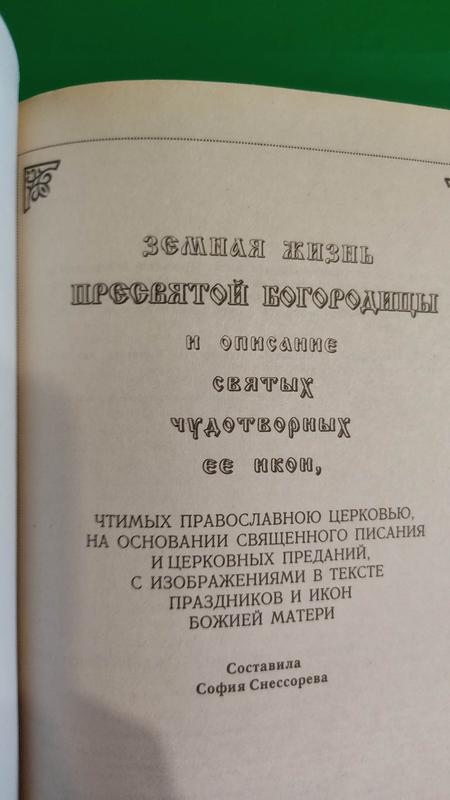 ЗЕМНАЯ ЖИЗНЬ
ПРЕСВЯТОЙ БОГОРОДИЦЫ
И ОПИСАНИЕ
СВЯТЫХ
ЧУДОТВОРНЫХ
ЕЕ ИКОН,
ЧТИМЫХ ПРАВОСЛАВНОЮ ЦЕРКОВЬЮ,
НА ОСНОВАНИИ СВЯЩЕННОГО ПИСАНИЯ
И ЦЕРКОВНЫХ ПРЕДАНИЙ,
С ИЗОБРАЖЕНИЯМИ В ТЕКСТЕ
ПРАЗДНИКОВ И ИКОН
БОЖИЕЙ МАТЕРИ
Составила
София Снессорева